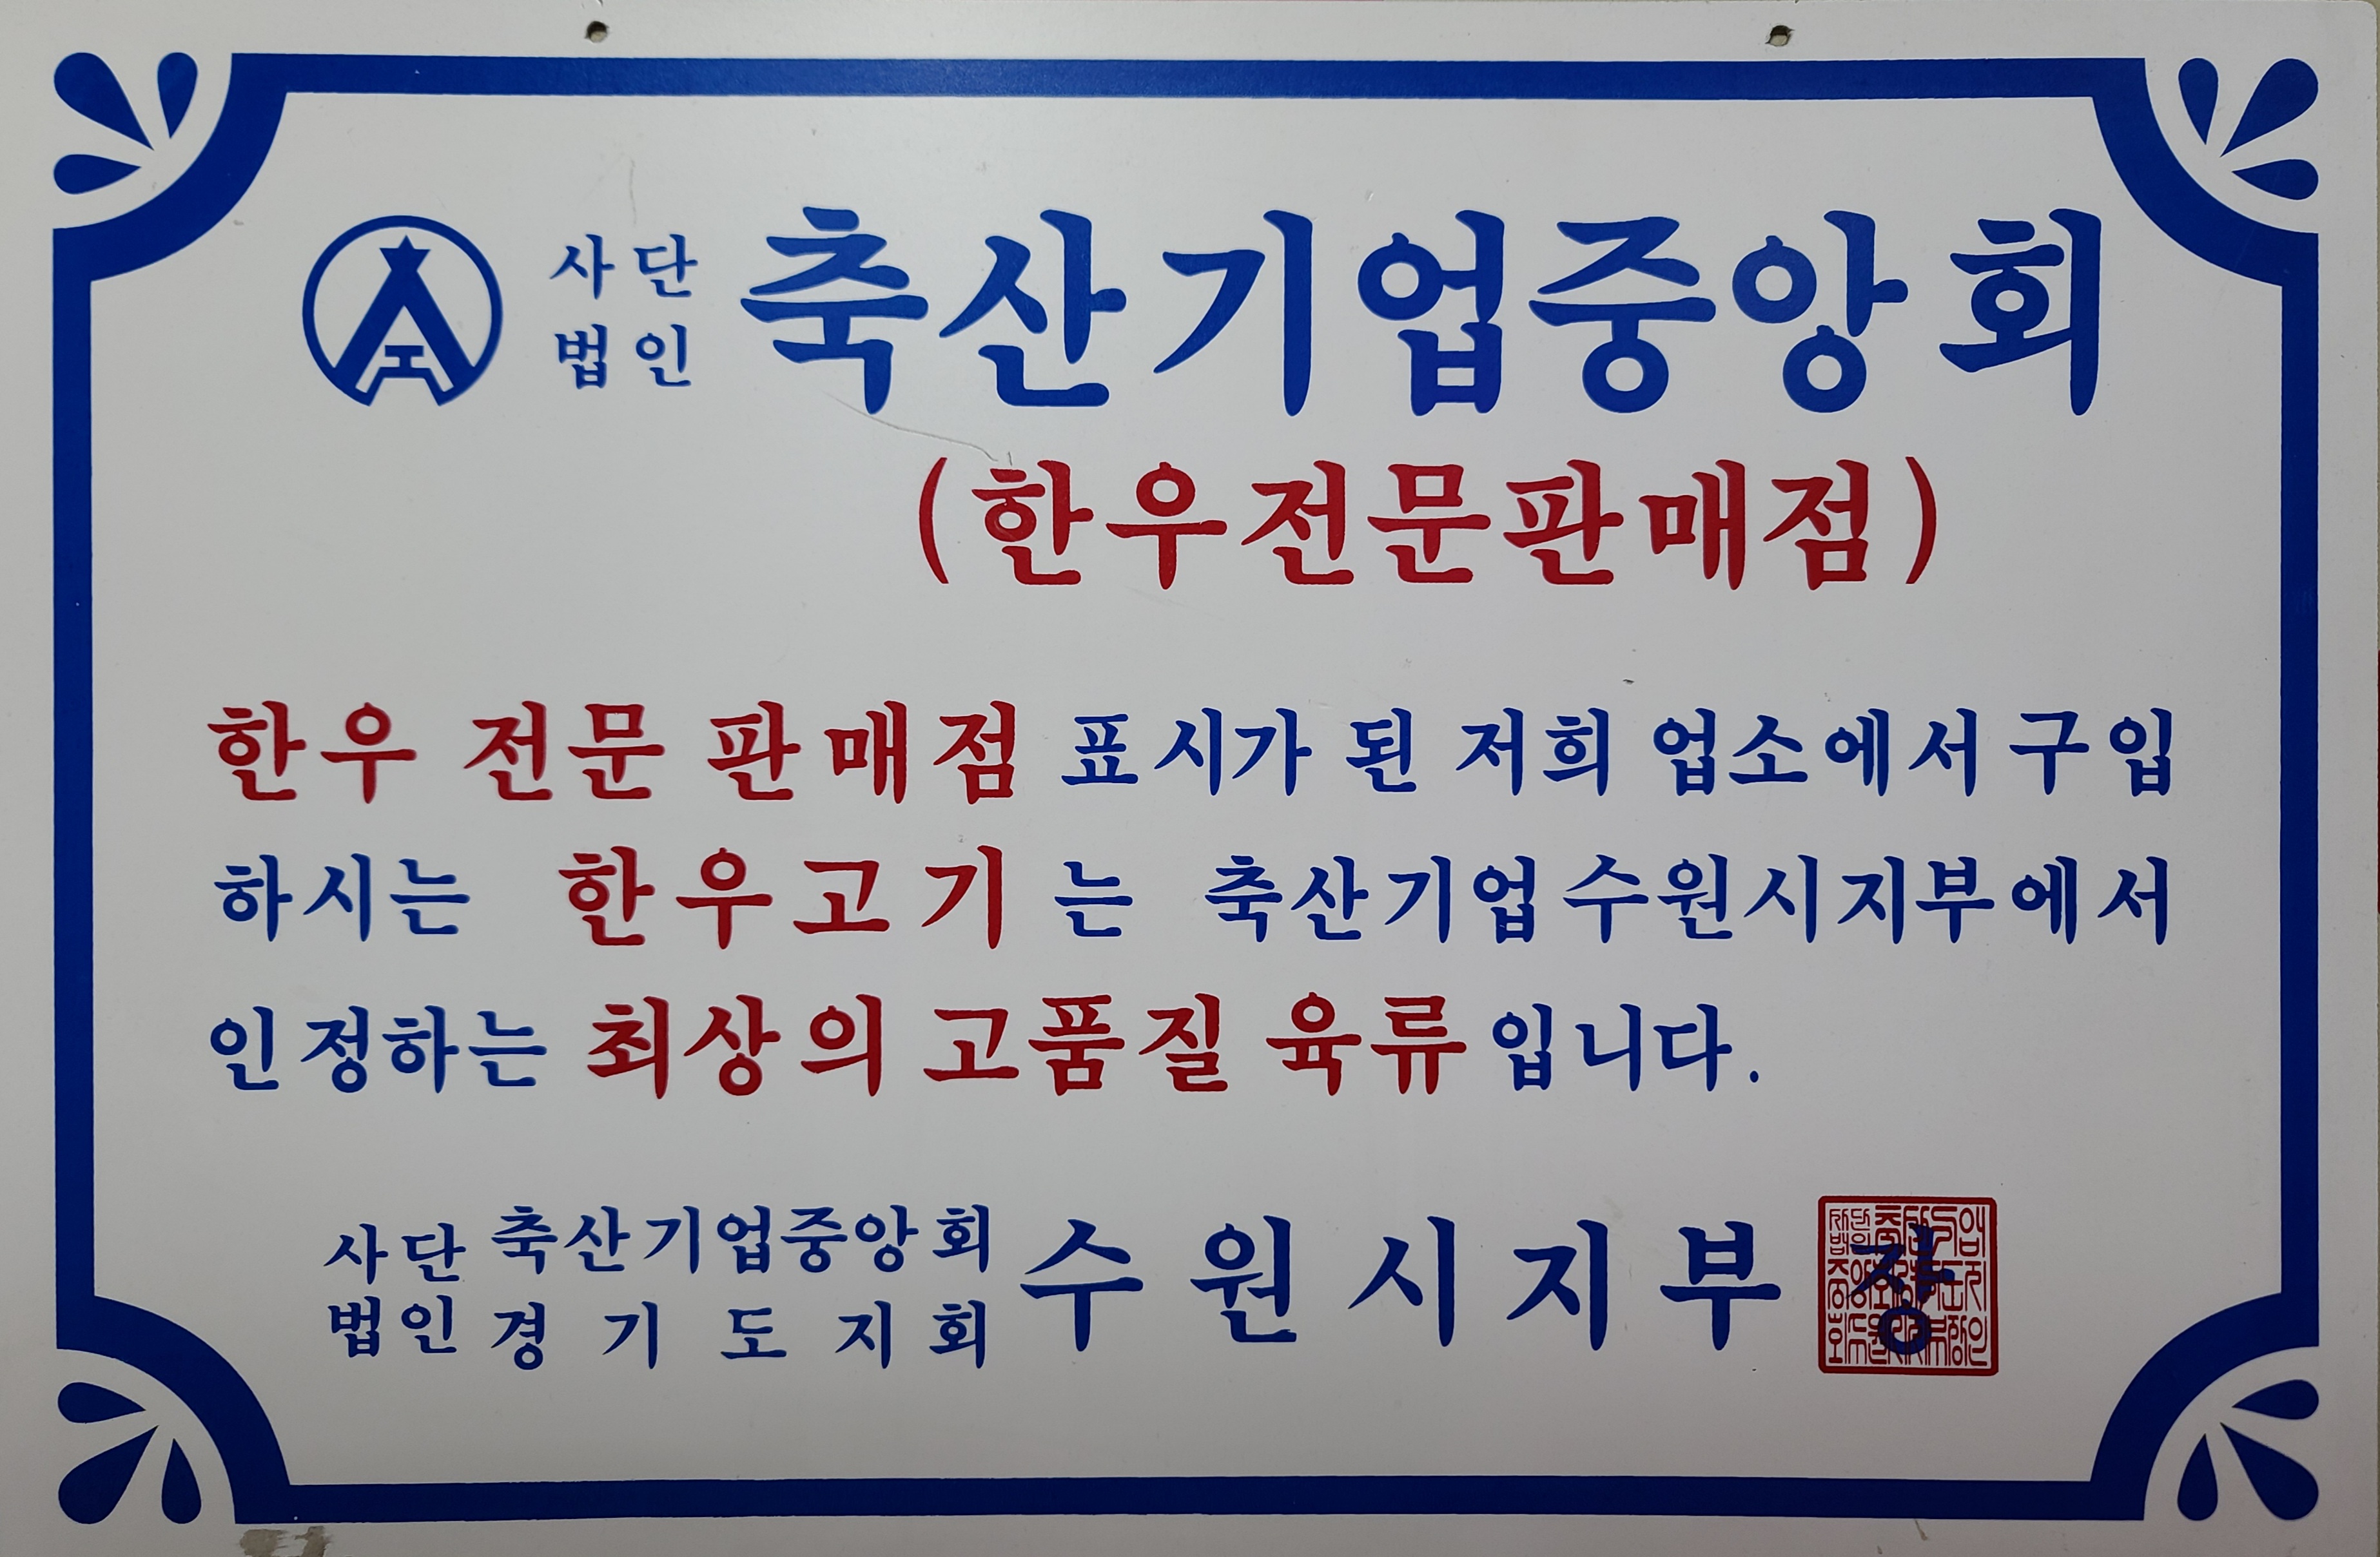 사단법인 축산기업중앙회
(한우전문판매점)
한우 전문 판매점 표시가 된 저희 업소에서 구입
하시는 한우고기는 축산기업수원시지부에서
인정하는 최상의 고품질 육류입니다.
사단법인 축산기업중앙회 경기도지회 수원시지부장